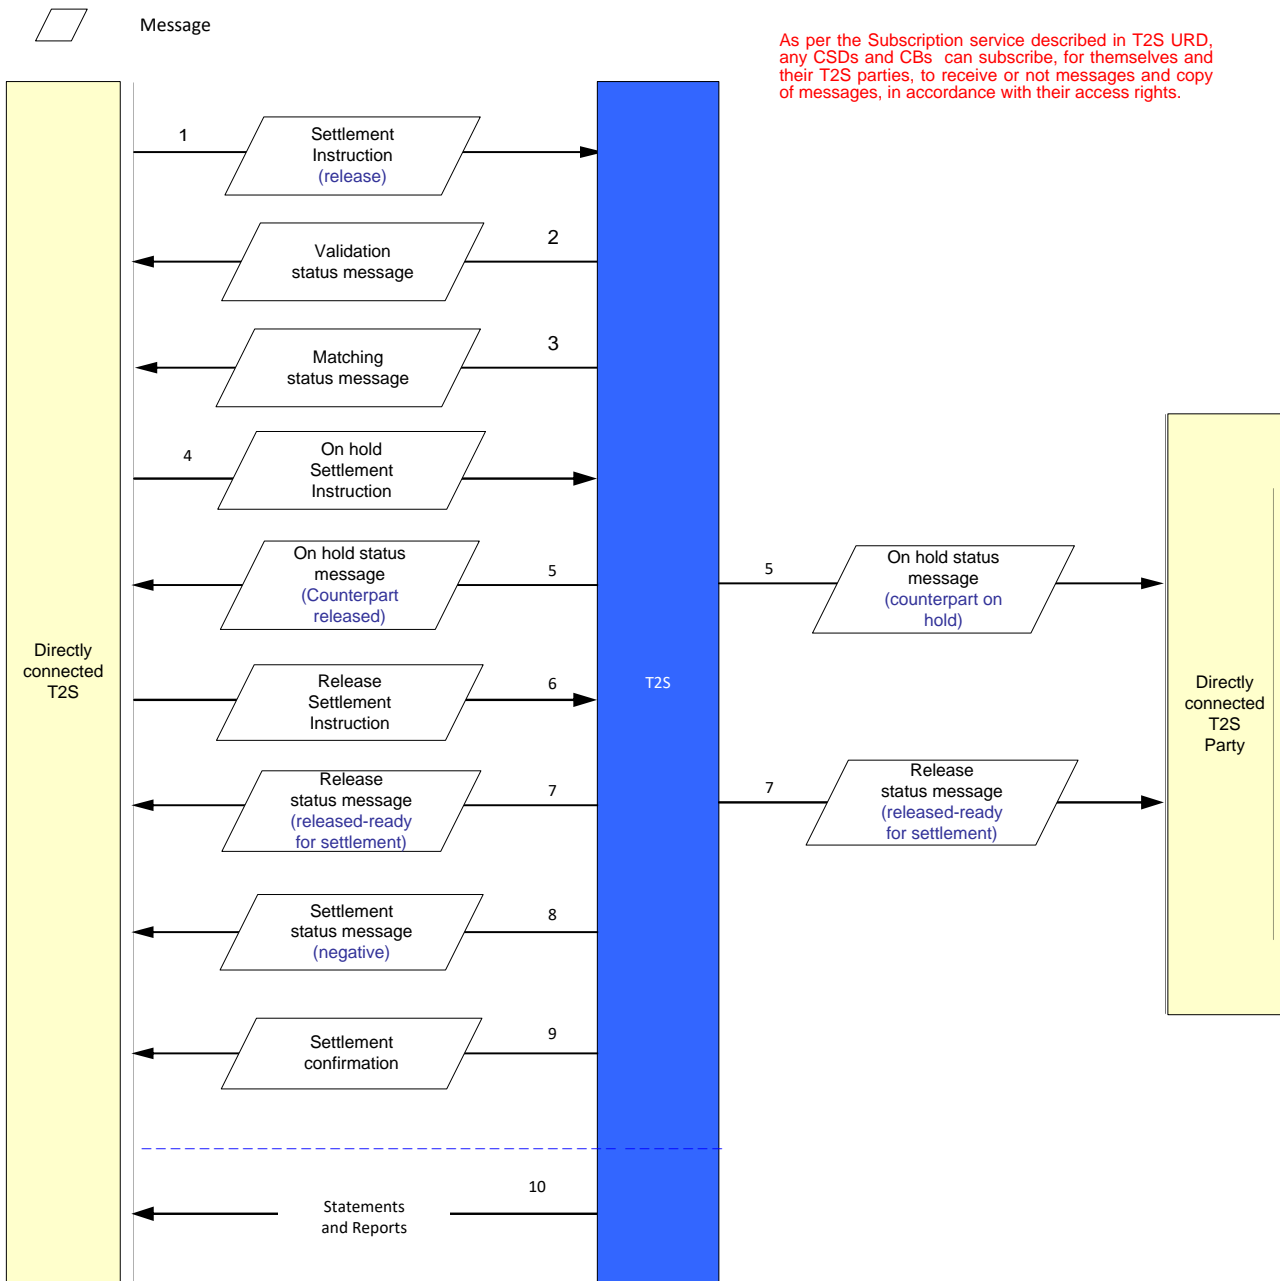 Message
As per the Subscription service described in T2S URD,
any CSDs and CBs can subscribe, for themselves and
their T2S parties, to receive or not messages and copy
of messages, in accordance with their access rights.
1
Settlement
Instruction
(release)
2
Validation
status message
3
Matching
status message
4
On hold
Settlement
Instruction
On hold status
message
(Counterpart
released)
5
5
On hold status
message
(counterpart on
hold)
Directly
connected
T2S
T2S
Directly
connected
T2S
Party
Release
Settlement
Instruction
6
Release
status message
(released-ready
for settlement)
7
7
Release
status message
(released-ready
for settlement)
Settlement
status message
(negative)
8
Settlement
confirmation
9
10
Statements
and Reports